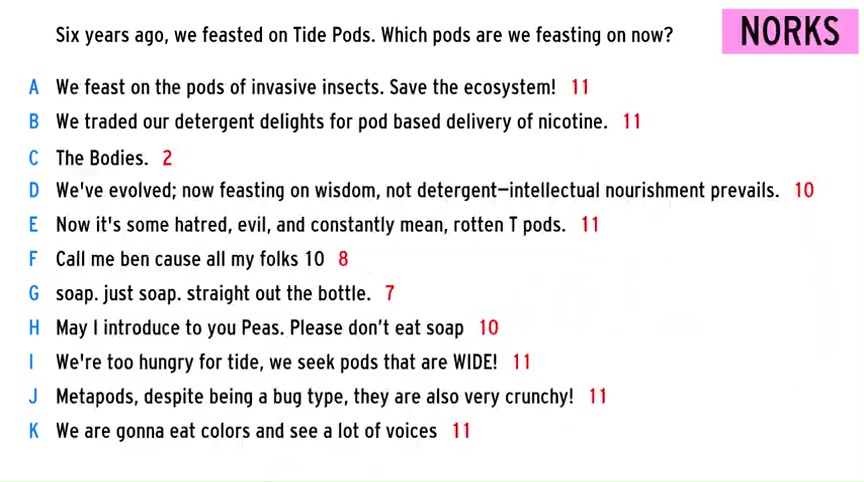 Six years ago, we feasted on Tide Pods. Which pods are we feasting on now?
NORKS
A We feast on the pods of invasive insects. Save the ecosystem! 11
B We traded our detergent delights for pod based delivery of nicotine. 11
C The Bodies. 2
D We've evolved; now feasting on wisdom, not detergent—intellectual nourishment prevails. 10
E Now it's some hatred, evil, and constantly mean, rotten T pods. 11
F Call me ben cause all my folks 10 8
G soap. just soap. straight out the bottle. 7
H May I introduce to you Peas. Please don’t eat soap 10
I We're too hungry for tide, we seek pods that are WIDE! 11
J Metapods, despite being a bug type, they are also very crunchy! 11
K We are gonna eat colors and see a lot of voices 11